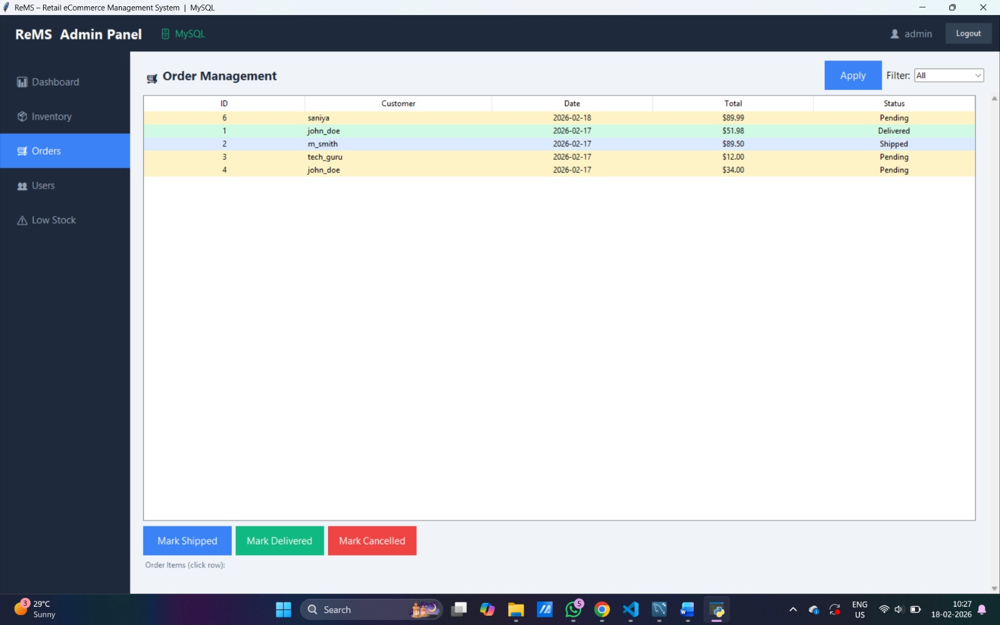 ReMS – Retail eCommerce Management System | MySQL
ReMS Admin Panel
MySQL
admin
Logout
Dashboard
Inventory
Orders
Users
Low Stock
Order Management
Apply
Filter:
All
ID Customer Date Total Status
6 saniya 2026-02-18 $89.99 Pending
1 john_doe 2026-02-17 $51.98 Delivered
2 m_smith 2026-02-17 $89.50 Shipped
3 tech_guru 2026-02-17 $12.00 Pending
4 john_doe 2026-02-17 $34.00 Pending
Mark Shipped
Mark Delivered
Mark Cancelled
Order Items (click row):
3
29°C
Sunny
Search
5
W
ENG
US
10:27
18-02-2026